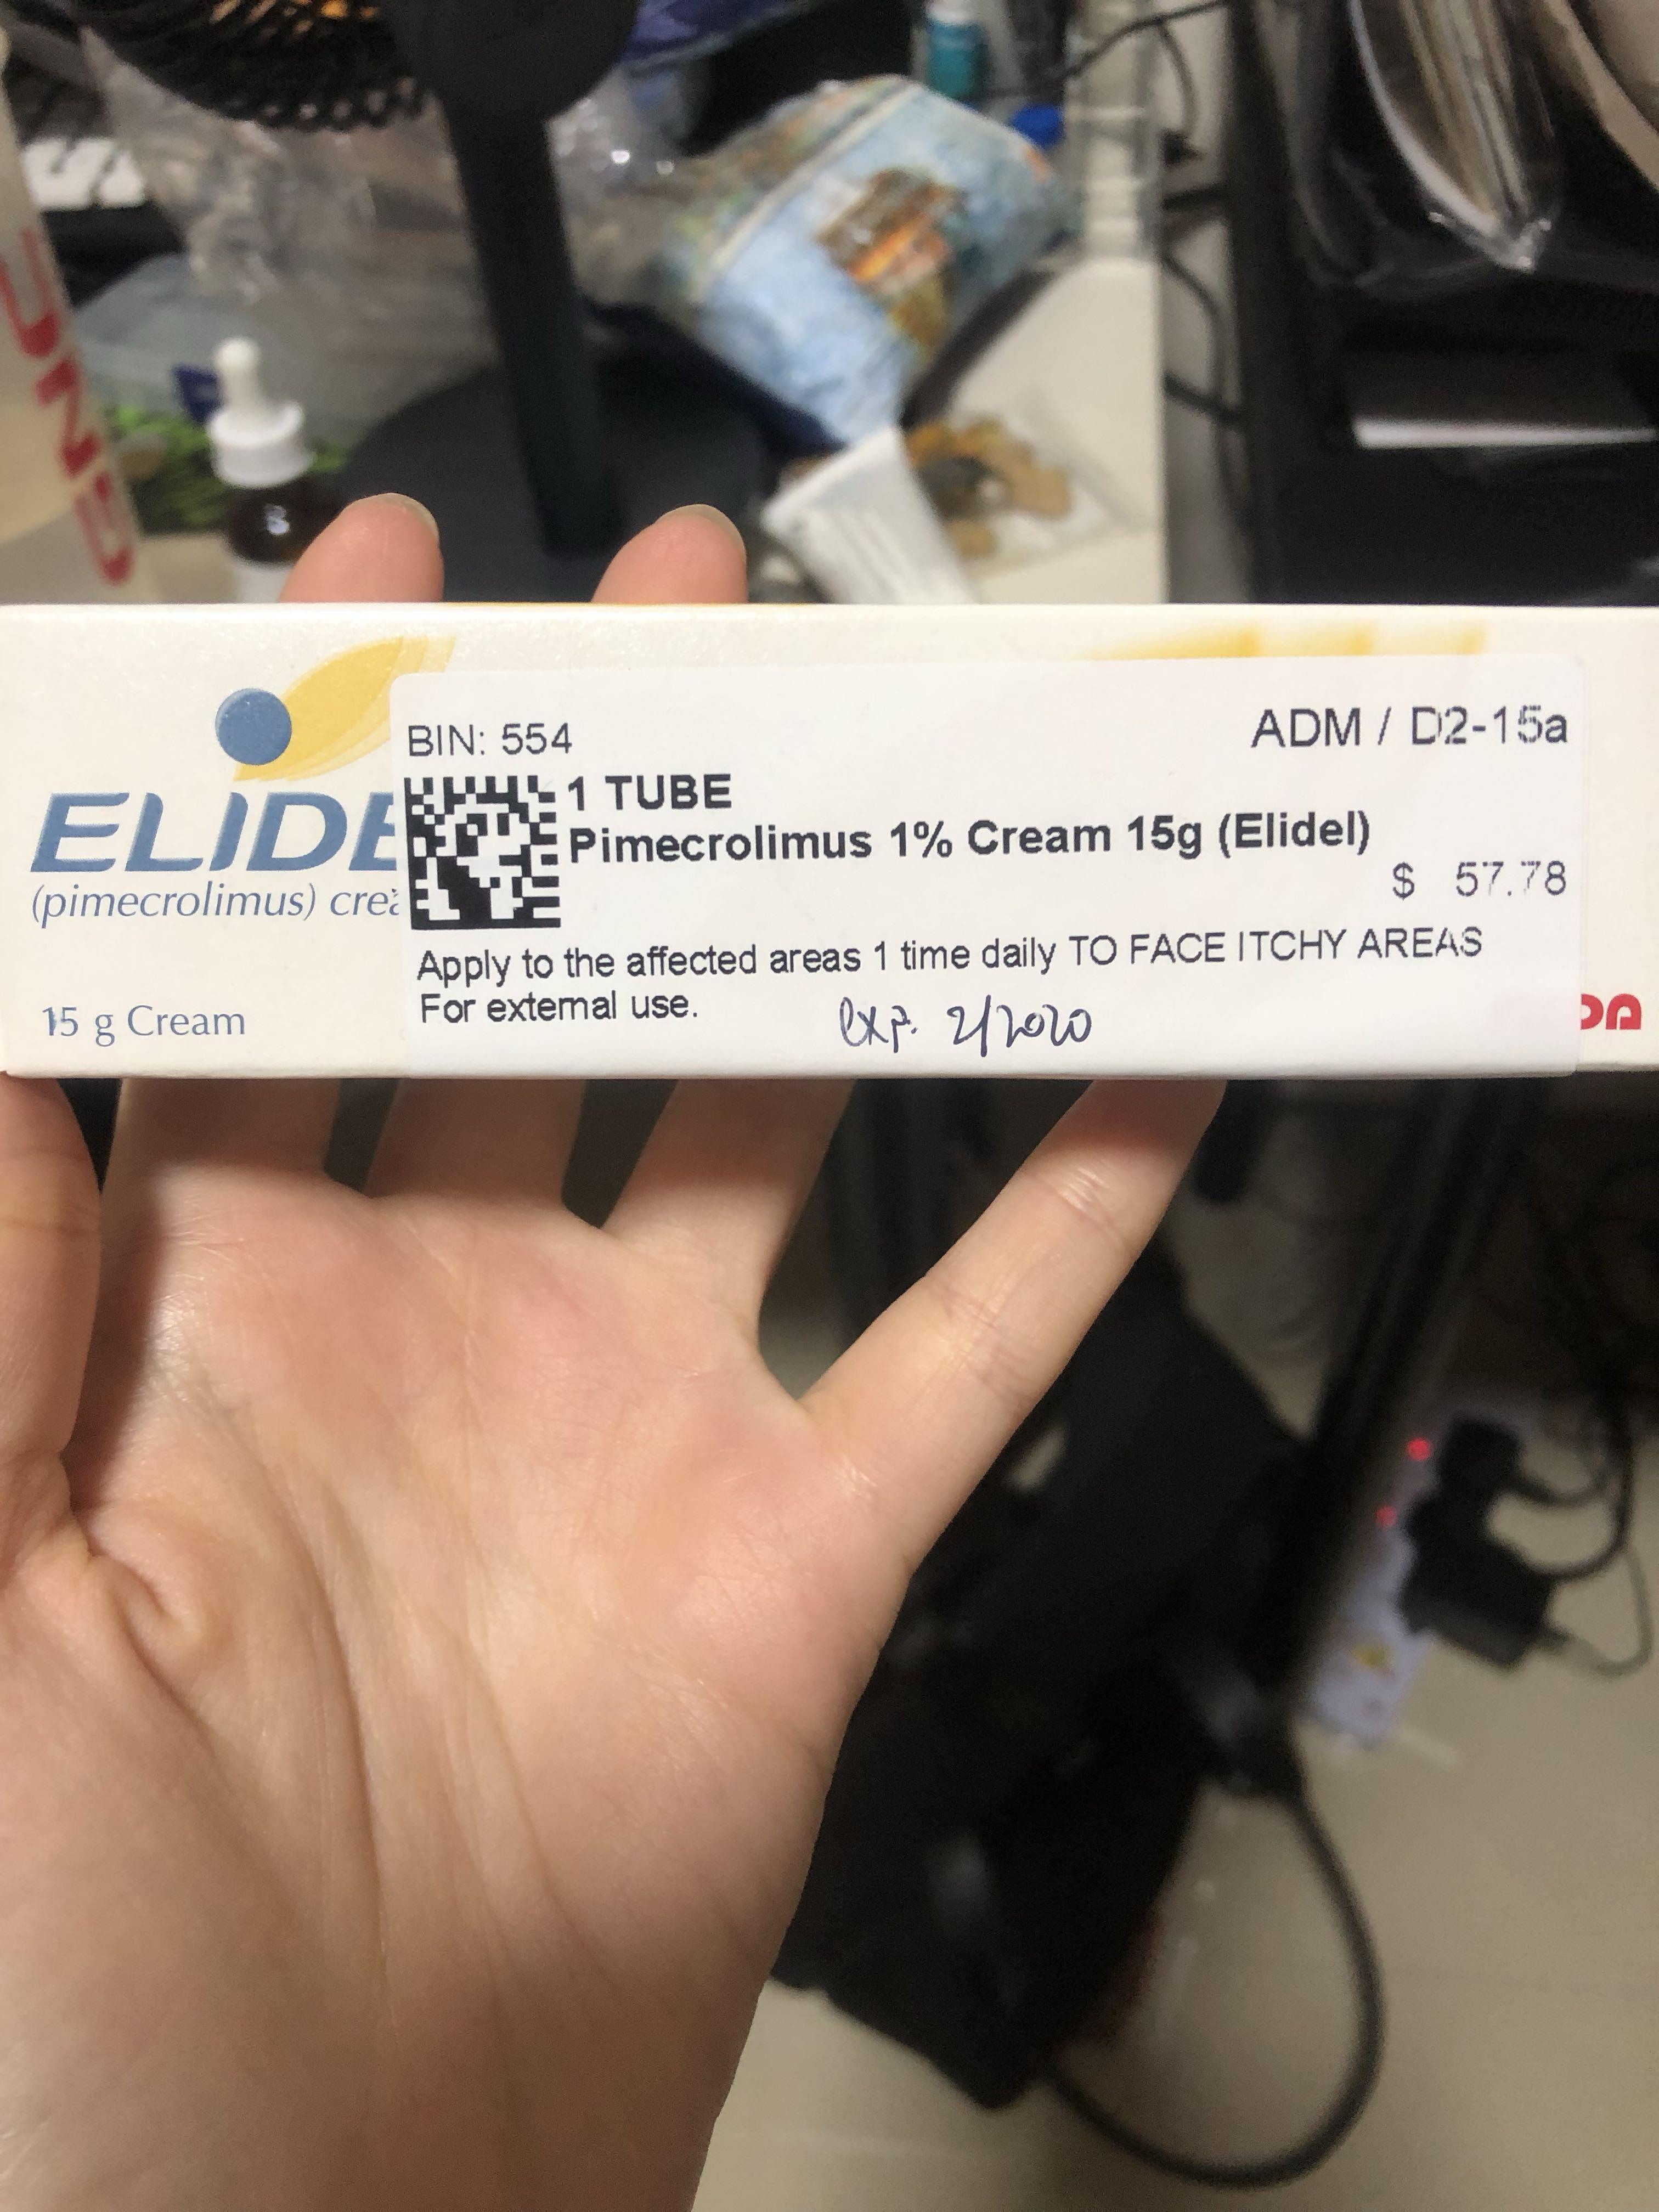 ELIDE
(pimecrolimus)
15 g Cream
BIN: 554
ADM / D2-15a
1 TUBE
Pimecrolimus 1% Cream 15g (Elidel)
$ 57.78
Apply to the affected areas 1 time daily TO FACE ITCHY AREAS
For external use.
exp. 2/2020